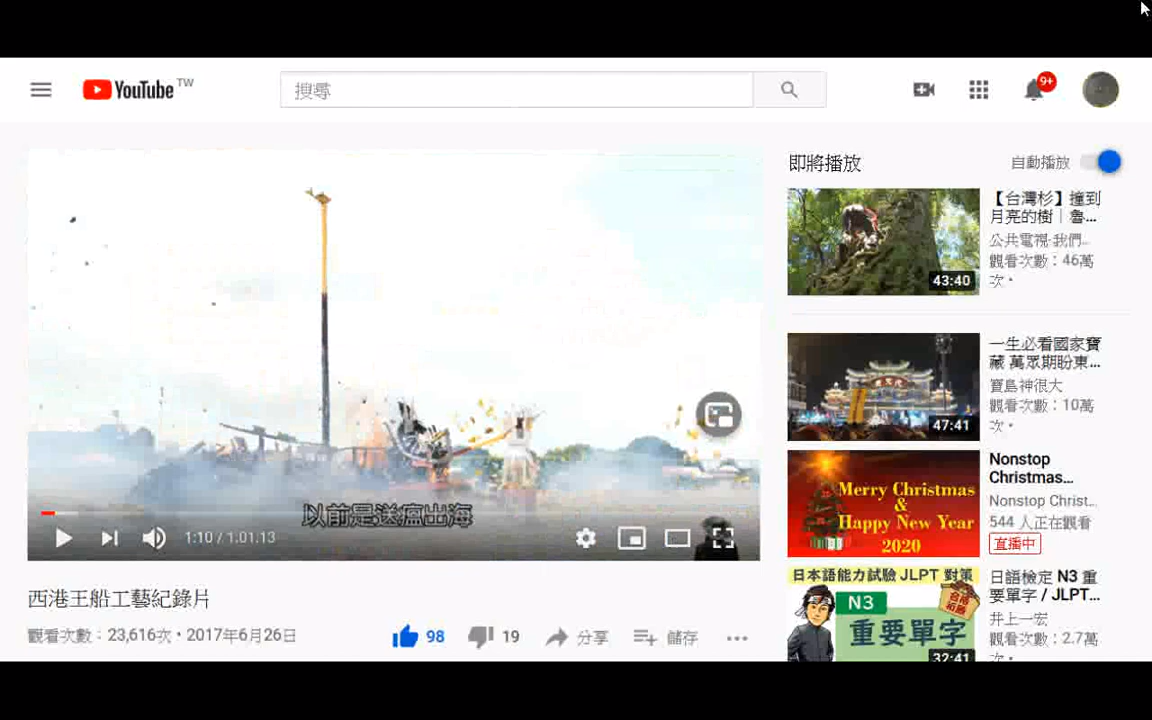 YouTube TW
搜尋
9+
以前是送瘟出海
1:10 / 1.01.13
西港王船工藝紀錄片
觀看次數：23,616次・2017年6月26日
98
19
分享
儲存
即將播放
自動播放
43:40
【台灣杉】撞到
月亮的樹｜魯...
公共電視-我們...
觀看次數：46萬
次・
47:41
一生必看國家寶
藏 萬眾期盼東...
寶島神很大
觀看次數：10萬
次・
Merry Christmas
&
Happy New Year
2020
Nonstop
Christmas...
Nonstop Christ...
544 人正在觀看
直播中
日本語能力試験 JLPT 対策
N3
重要單字
32:41
日語檢定 N3 重
要單字 / JLPT...
井上一宏
觀看次數：2.7萬
次・